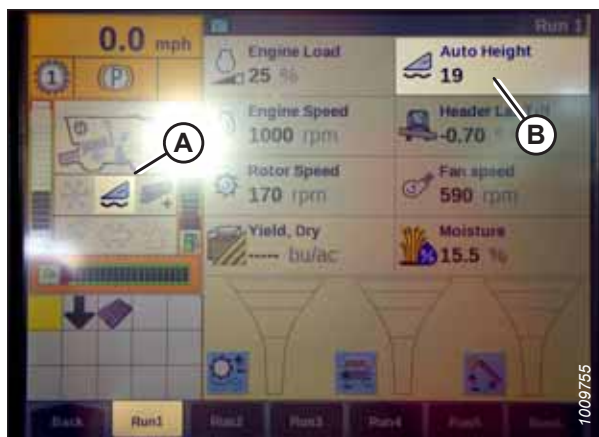 0.0 mph
Run 1
1
(P)
Engine Load
25 %
Auto Height
19
A
B
Engine Speed
1000 rpm
Header
-0.70
Rotor Speed
170 rpm
Fan speed
590 rpm
Yield, Dry
----- bu/ac
Moisture
15.5 %
Back
Run1
Run2
Run3
Run4
Run5
1009755